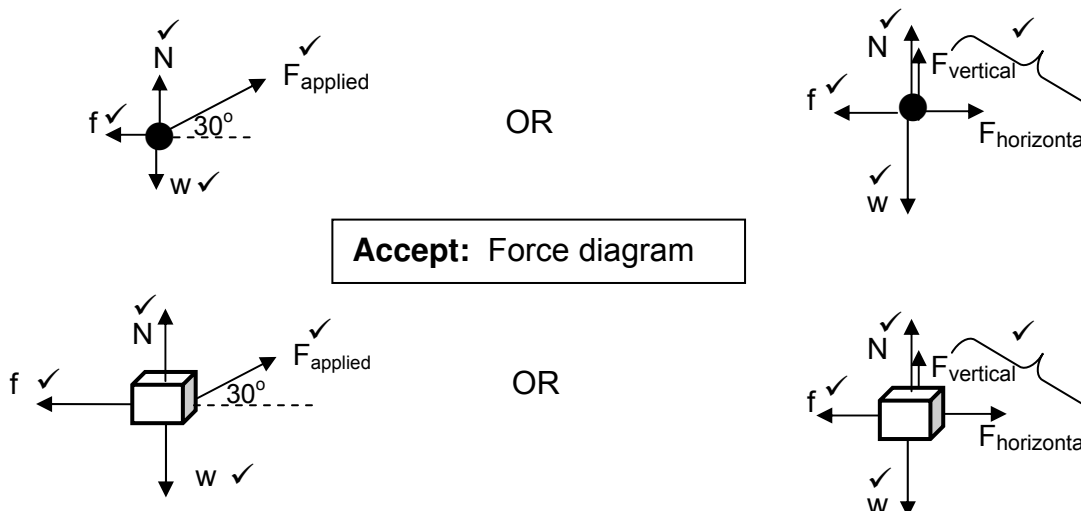 N ✓
F applied ✓
f ✓
30°
w ✓
OR
N ✓
F vertical ✓
f ✓
F horizonta
✓ w
Accept: Force diagram
✓ N
F applied ✓
f ✓
30°
w ✓
OR
N ✓
F vertical ✓
f ✓
F horizonta
✓ w